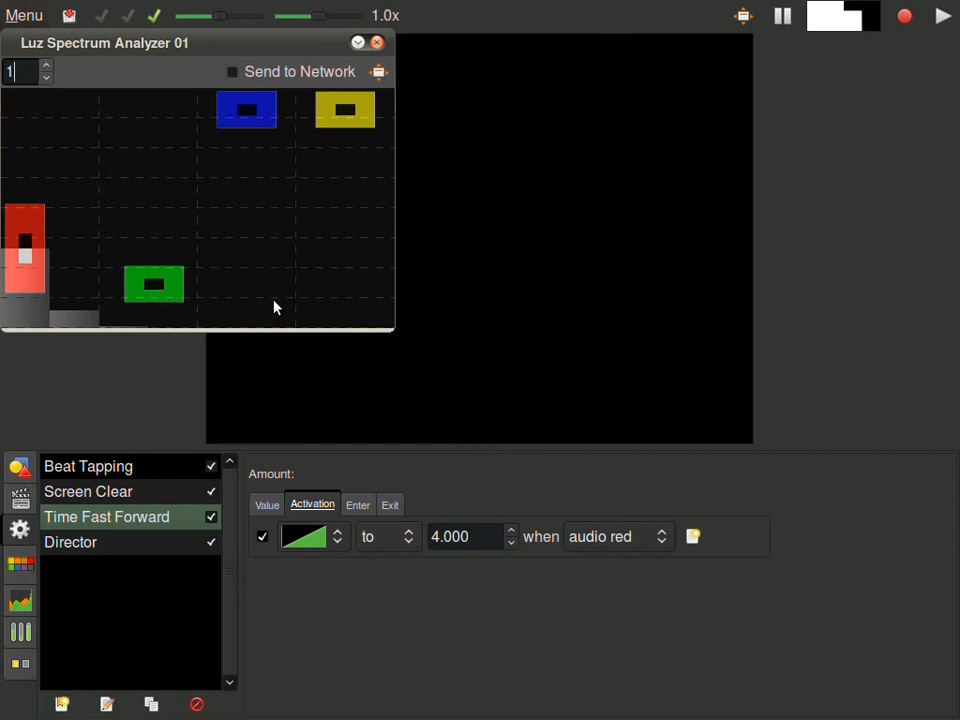 Menu 1.0x
Luz Spectrum Analyzer 01
1 Send to Network
Beat Tapping
Screen Clear
Time Fast Forward
Director
Amount:
Value Activation Enter Exit
to 4.000 when audio red